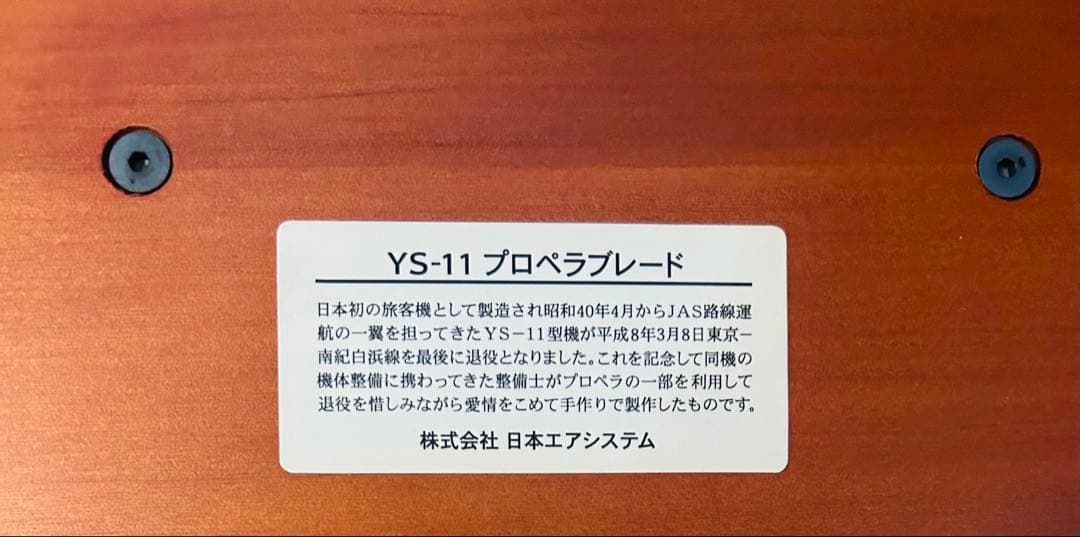 YS-11 プロペラブレード
日本初の旅客機として製造され昭和40年4月からJAS路線運
航の一翼を担ってきたYS－11型機が平成8年3月8日東京－
南紀白浜線を最後に退役となりました。これを記念して同機の
機体整備に携わってきた整備士がプロペラの一部を利用して
退役を惜しみながら愛情をこめて手作りで製作したものです。
株式会社 日本エアシステム